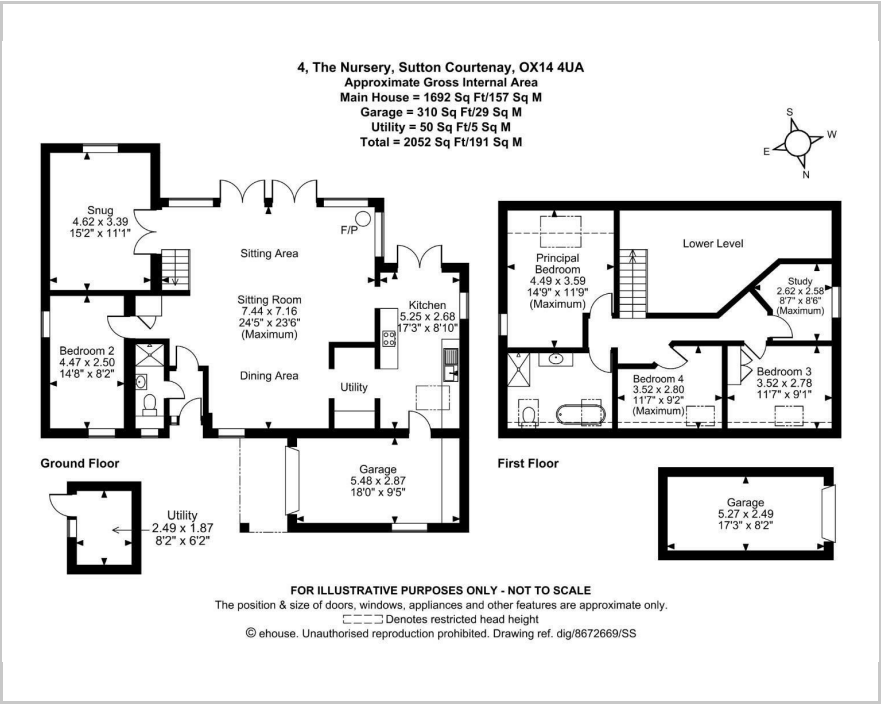 4, The Nursery, Sutton Courtenay, OX14 4UA
Approximate Gross Internal Area
Main House = 1692 Sq Ft/157 Sq M
Garage = 310 Sq Ft/29 Sq M
Utility = 50 Sq Ft/5 Sq M
Total = 2052 Sq Ft/191 Sq M
S
W
E
N
Snug
4.62 x 3.39
15'2" x 11'1"
F/P
Sitting Area
Sitting Room
7.44 x 7.16
24'5" x 23'6"
(Maximum)
Dining Area
Kitchen
5.25 x 2.68
17'3" x 8'10"
Bedroom 2
4.47 x 2.50
14'8" x 8'2"
Utility
Garage
5.48 x 2.87
18'0" x 9'5"
Ground Floor
Utility
2.49 x 1.87
8'2" x 6'2"
Principal
Bedroom
4.49 x 3.59
14'9" x 11'9"
(Maximum)
Lower Level
Study
2.62 x 2.58
8'7" x 8'6"
(Maximum)
Bedroom 4
3.52 x 2.80
11'7" x 9'2"
(Maximum)
Bedroom 3
3.52 x 2.78
11'7" x 9'1"
First Floor
Garage
5.27 x 2.49
17'3" x 8'2"
FOR ILLUSTRATIVE PURPOSES ONLY - NOT TO SCALE
The position & size of doors, windows, appliances and other features are approximate only.
Denotes restricted head height
© ehouse. Unauthorised reproduction prohibited. Drawing ref. dig/8672669/SS